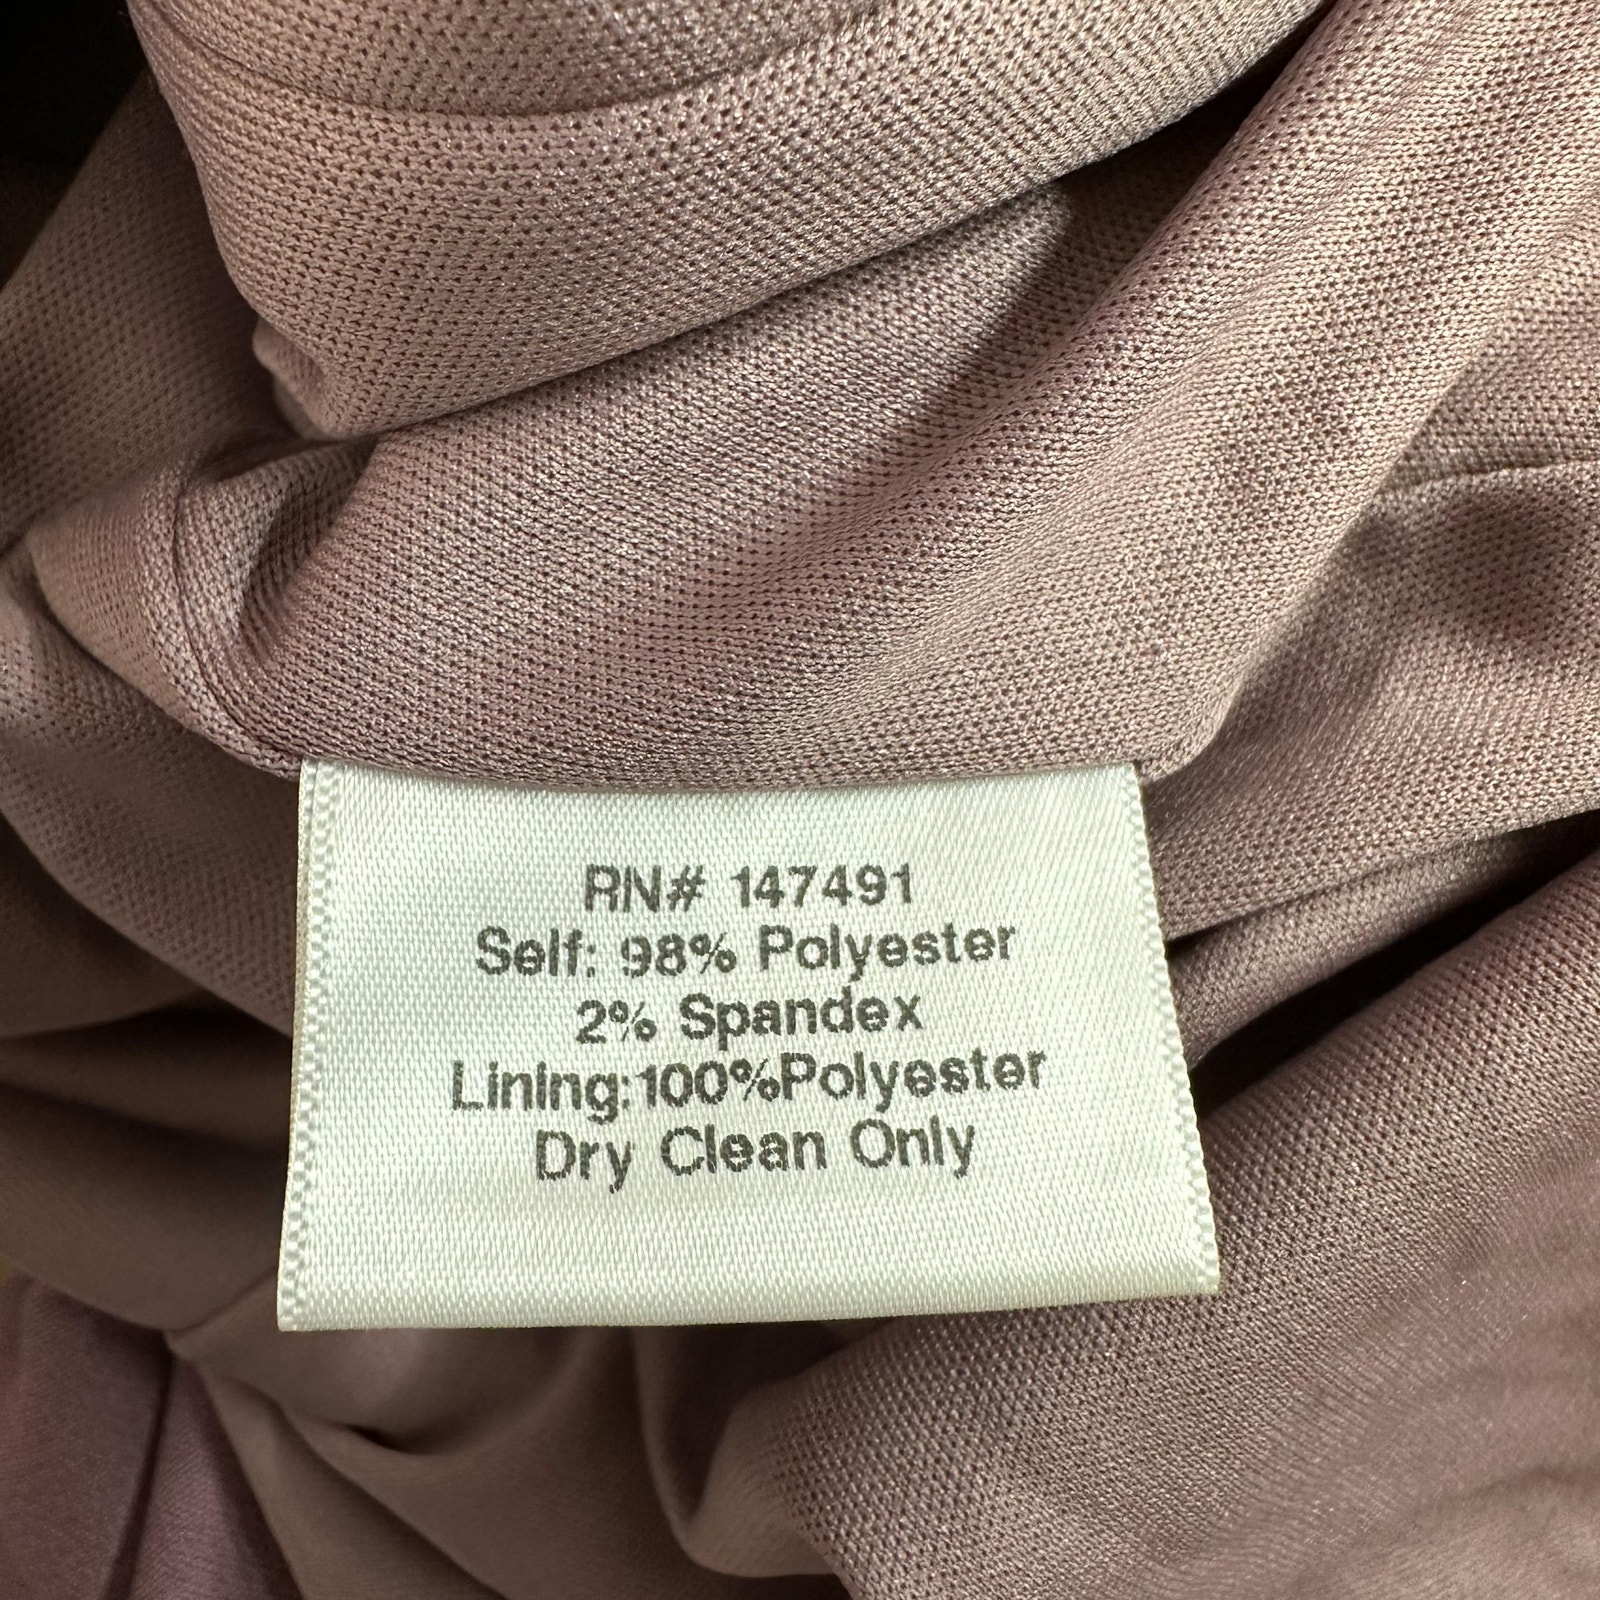 RN# 147491
Self: 98% Polyester
2% Spandex
Lining:100%Polyester
Dry Clean Only